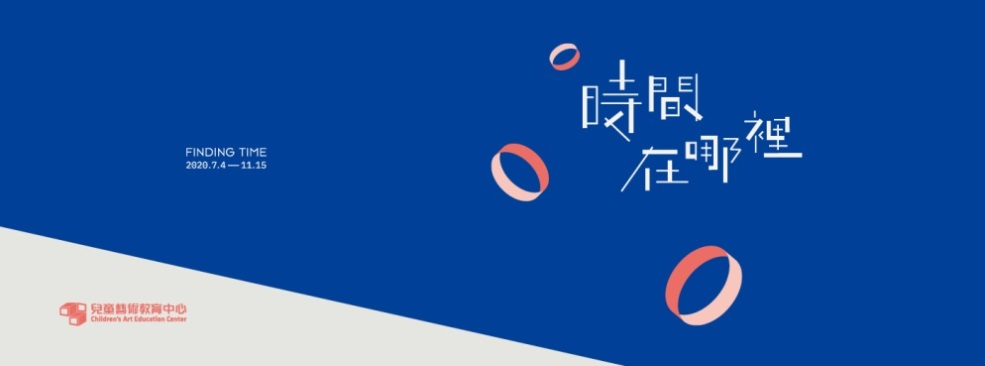 時間
在哪裡
FINDING TIME
2020.7.4 — 11.15
兒童藝術教育中心
Children's Art Education Center